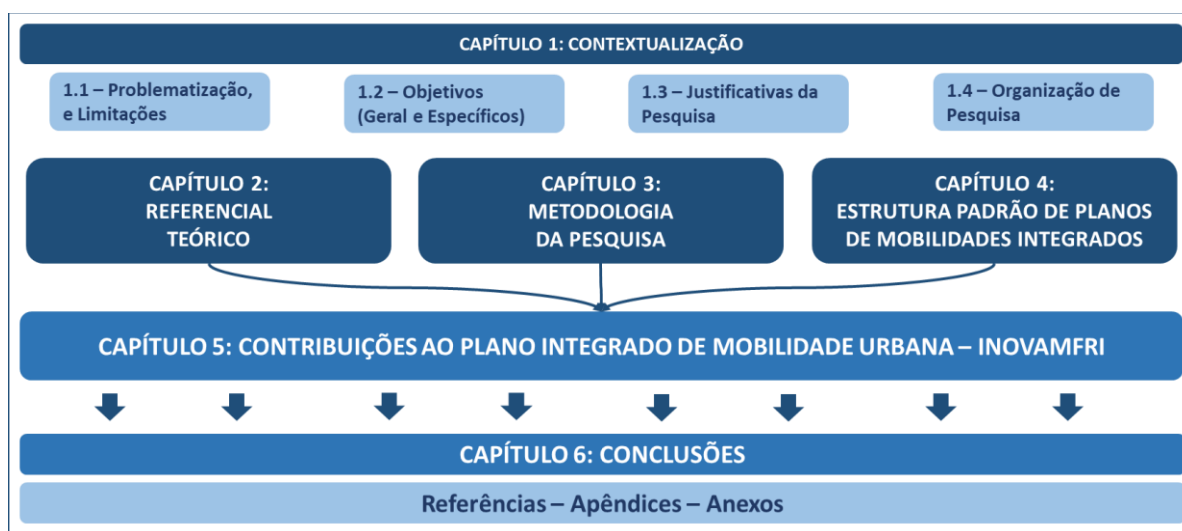 CAPÍTULO 1: CONTEXTUALIZAÇÃO
1.1 – Problematização,
e Limitações
1.2 – Objetivos
(Geral e Específicos)
1.3 – Justificativas da
Pesquisa
1.4 – Organização de
Pesquisa
CAPÍTULO 2:
REFERENCIAL
TEÓRICO
CAPÍTULO 3:
METODOLOGIA
DA PESQUISA
CAPÍTULO 4:
ESTRUTURA PADRÃO DE PLANOS
DE MOBILIDADES INTEGRADOS
CAPÍTULO 5: CONTRIBUIÇÕES AO PLANO INTEGRADO DE MOBILIDADE URBANA – INOVAMFRI
CAPÍTULO 6: CONCLUSÕES
Referências – Apêndices – Anexos